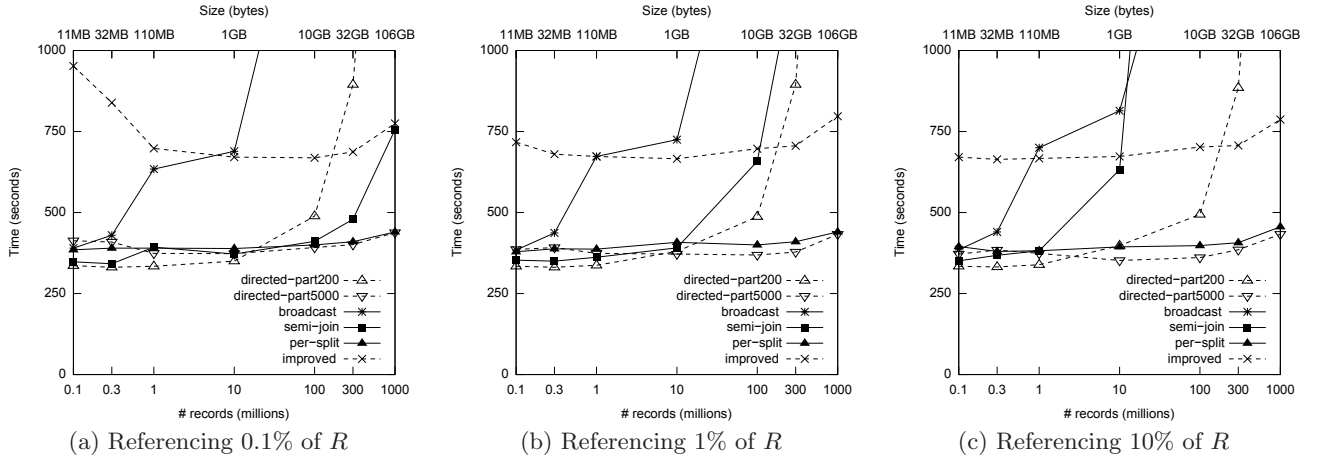 Size (bytes)
11MB 32MB 110MB 1GB 10GB 32GB 106GB
1000
750
500
250
0
Time (seconds)
directed−part200
directed−part5000
broadcast
semi−join
per−split
improved
0.1 0.3 1 10 100 300 1000
# records (millions)
(a) Referencing 0.1% of R
Size (bytes)
11MB 32MB 110MB 1GB 10GB 32GB 106GB
1000
750
500
250
0
Time (seconds)
directed−part200
directed−part5000
broadcast
semi−join
per−split
improved
0.1 0.3 1 10 100 300 1000
# records (millions)
(b) Referencing 1% of R
Size (bytes)
11MB 32MB 110MB 1GB 10GB 32GB 106GB
1000
750
500
250
0
Time (seconds)
directed−part200
directed−part5000
broadcast
semi−join
per−split
improved
0.1 0.3 1 10 100 300 1000
# records (millions)
(c) Referencing 10% of R